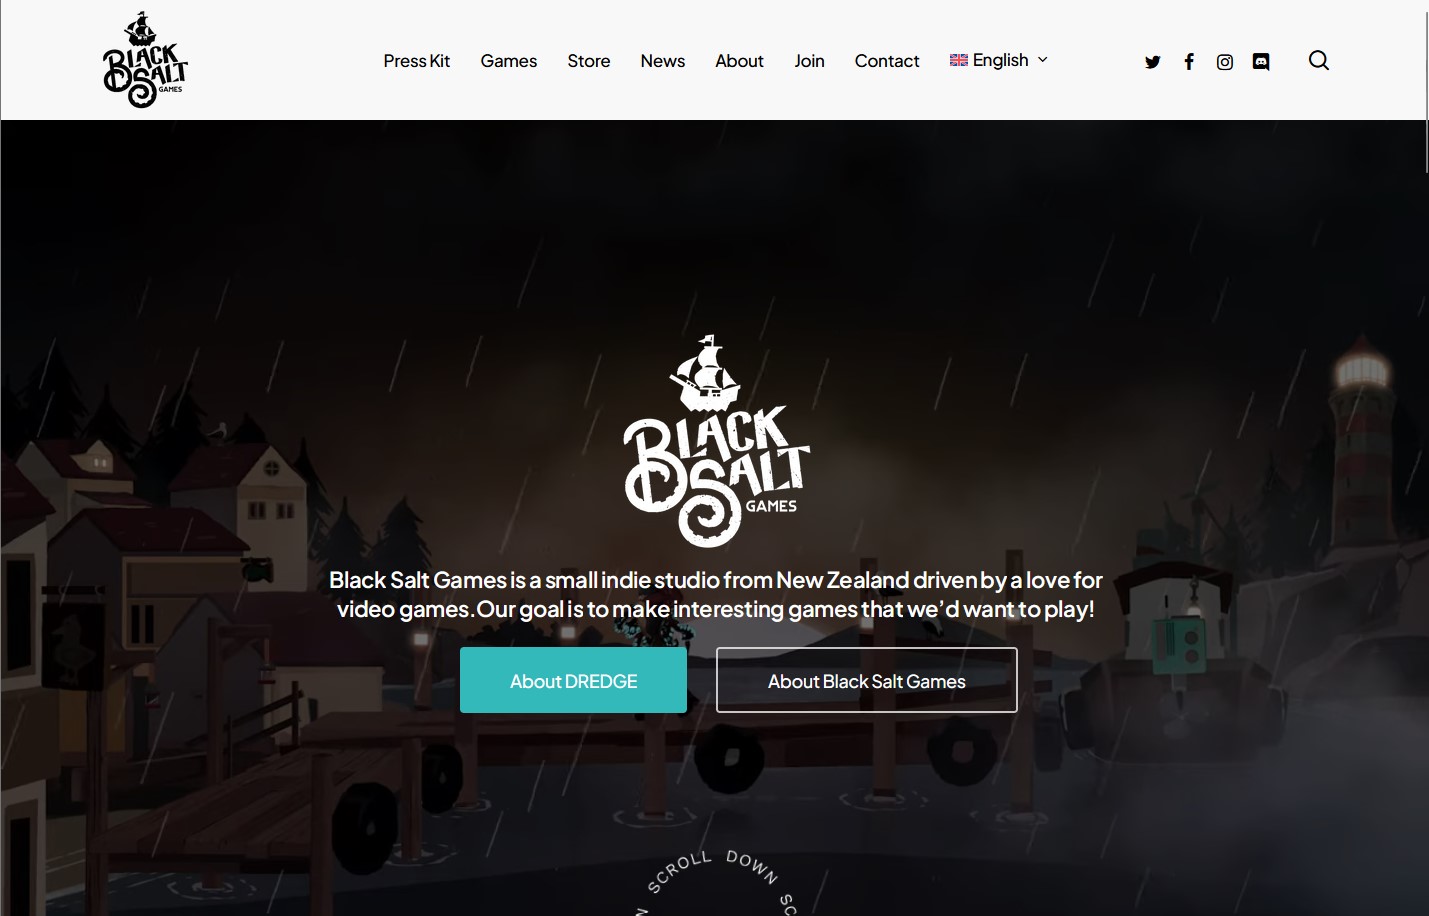 BLACK
SALT
GAMES
Press Kit
Games
Store
News
About
Join
Contact
English
BLACK
SALT
GAMES
Black Salt Games is a small indie studio from New Zealand driven by a love for
video games.Our goal is to make interesting games that we’d want to play!
About DREDGE
About Black Salt Games
SCROLL DOWN